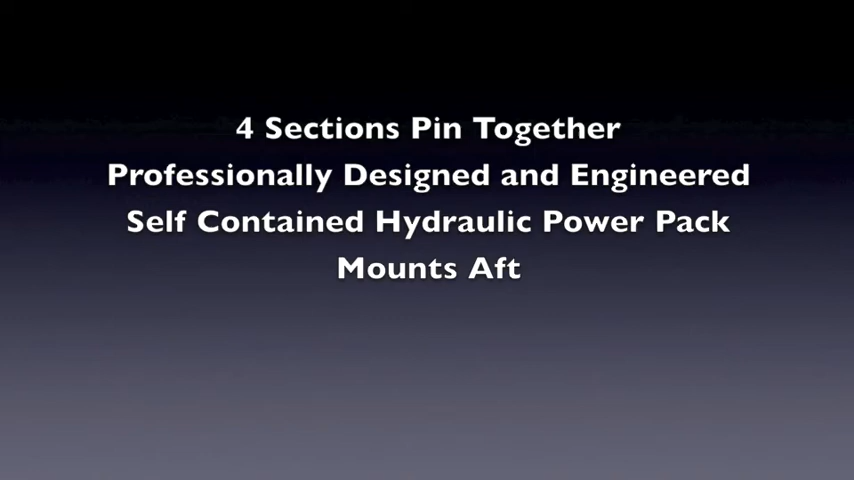 4 Sections Pin Together
Professionally Designed and Engineered
Self Contained Hydraulic Power Pack
Mounts Aft